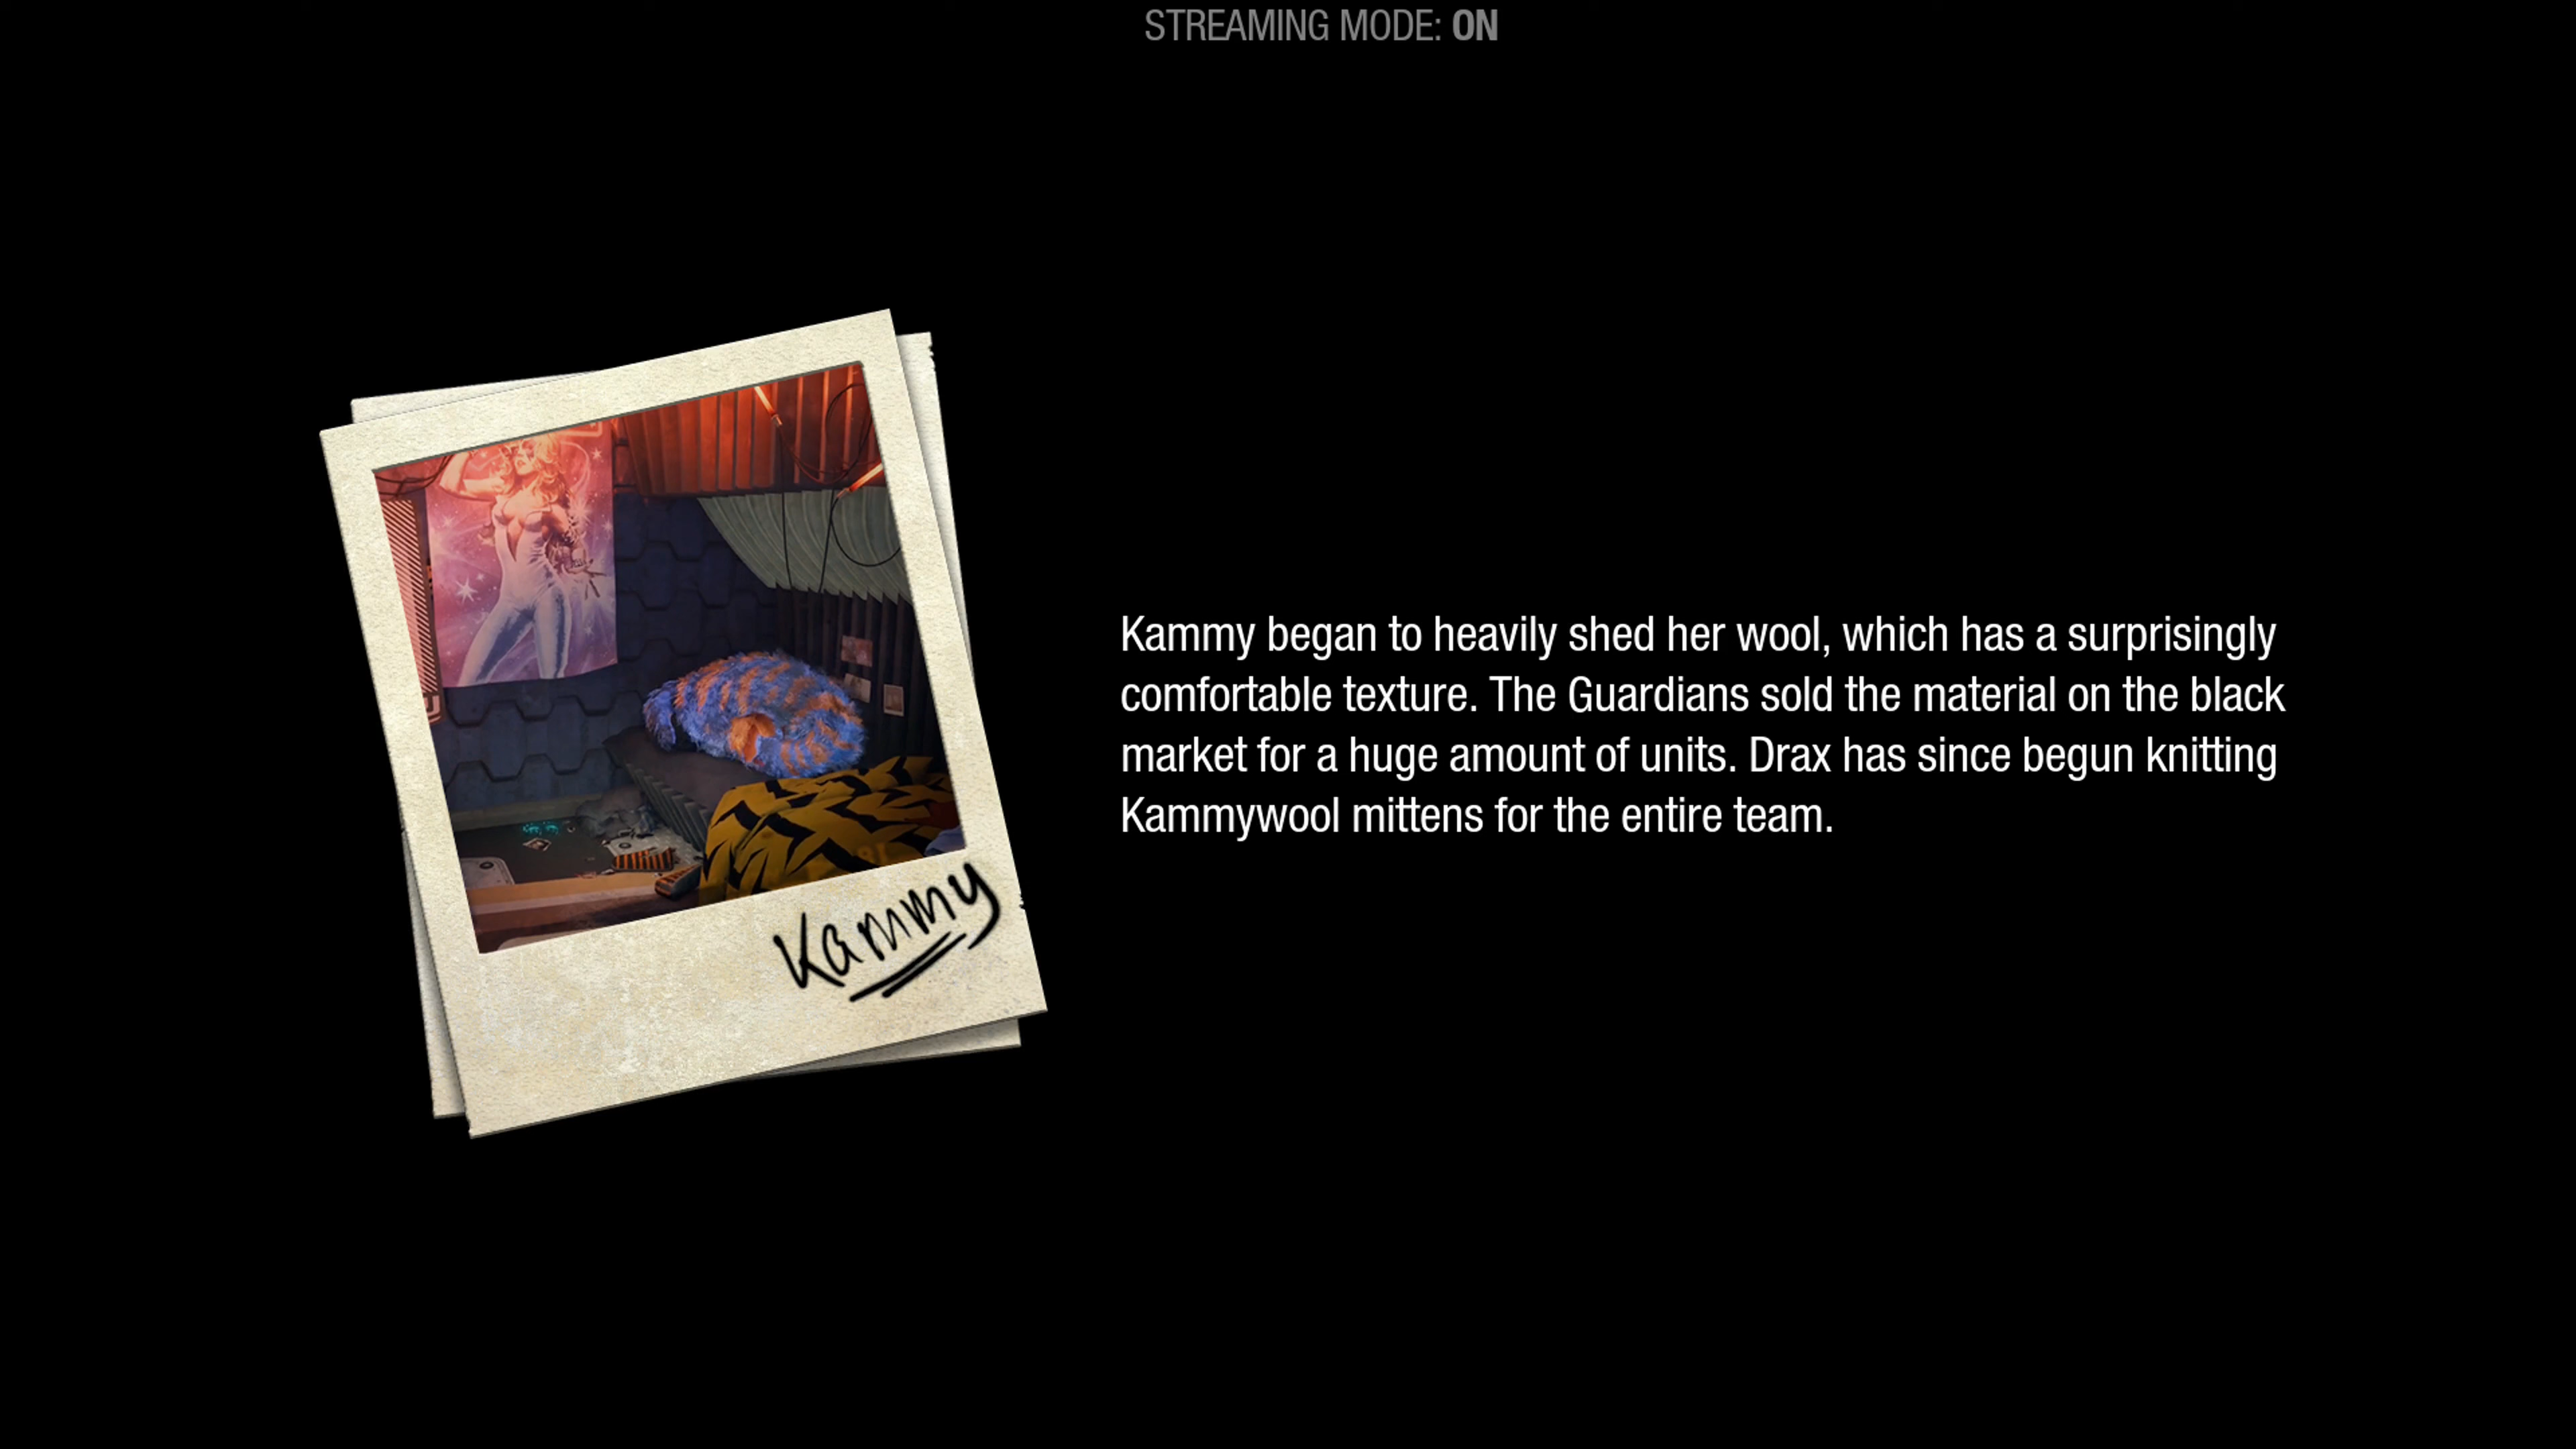 STREAMING MODE: ON
Kammy began to heavily shed her wool, which has a surprisingly
comfortable texture. The Guardians sold the material on the black
market for a huge amount of units. Drax has since begun knitting
Kammywool mittens for the entire team.
Kammy